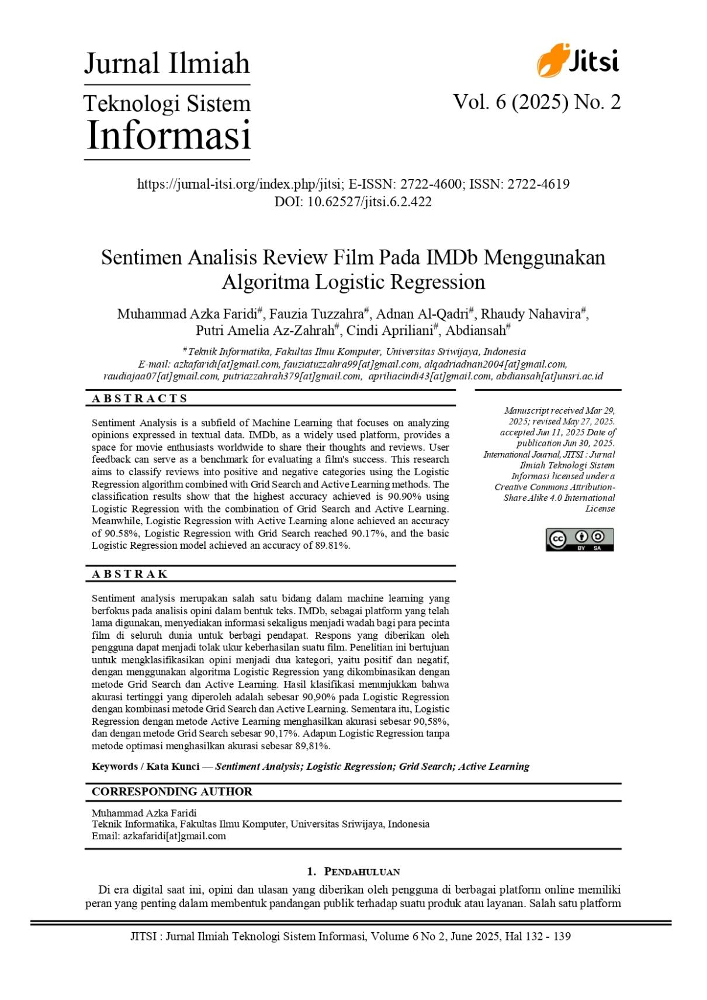 Jurnal Ilmiah
Teknologi Sistem
Informasi
Jitsi
Vol. 6 (2025) No. 2
https://jurnal-itsi.org/index.php/jitsi; E-ISSN: 2722-4600; ISSN: 2722-4619
DOI: 10.62527/jitsi.6.2.422
Sentimen Analisis Review Film Pada IMDb Menggunakan
Algoritma Logistic Regression
Muhammad Azka Faridi#, Fauzia Tuzzahra#, Adnan Al-Qadri#, Rhaudy Nahavira#,
Putri Amelia Az-Zahrah#, Cindi Apriliani#, Abdiansah#
#Teknik Informatika, Fakultas Ilmu Komputer, Universitas Sriwijaya, Indonesia
E-mail: azkafaridi[at]gmail.com, fauziatuzzahra99[at]gmail.com, alqadriadnan2004[at]gmail.com,
raudiajaa07[at]gmail.com, putriazzahrah379[at]gmail.com, apriliacindi43[at]gmail.com, abdiansah[at]unsri.ac.id
ABSTRACTS
Sentiment Analysis is a subfield of Machine Learning that focuses on analyzing
opinions expressed in textual data. IMDb, as a widely used platform, provides a
space for movie enthusiasts worldwide to share their thoughts and reviews. User
feedback can serve as a benchmark for evaluating a film's success. This research
aims to classify reviews into positive and negative categories using the Logistic
Regression algorithm combined with Grid Search and Active Learning methods. The
classification results show that the highest accuracy achieved is 90.90% using
Logistic Regression with the combination of Grid Search and Active Learning.
Meanwhile, Logistic Regression with Active Learning alone achieved an accuracy
of 90.58%, Logistic Regression with Grid Search reached 90.17%, and the basic
Logistic Regression model achieved an accuracy of 89.81%.
Manuscript received Mar 29,
2025; revised May 27, 2025.
accepted Jun 11, 2025 Date of
publication Jun 30, 2025.
International Journal, JITSI : Jurnal
Ilmiah Teknologi Sistem
Informasi licensed under a
Creative Commons Attribution-
Share Alike 4.0 International
License
cc BY SA
ABSTRAK
Sentiment analysis merupakan salah satu bidang dalam machine learning yang
berfokus pada analisis opini dalam bentuk teks. IMDb, sebagai platform yang telah
lama digunakan, menyediakan informasi sekaligus menjadi wadah bagi para pecinta
film di seluruh dunia untuk berbagi pendapat. Respons yang diberikan oleh
pengguna dapat menjadi tolak ukur keberhasilan suatu film. Penelitian ini bertujuan
untuk mengklasifikasikan opini menjadi dua kategori, yaitu positif dan negatif,
dengan menggunakan algoritma Logistic Regression yang dikombinasikan dengan
metode Grid Search dan Active Learning. Hasil klasifikasi menunjukkan bahwa
akurasi tertinggi yang diperoleh adalah sebesar 90,90% pada Logistic Regression
dengan kombinasi metode Grid Search dan Active Learning. Sementara itu, Logistic
Regression dengan metode Active Learning menghasilkan akurasi sebesar 90,58%,
dan dengan metode Grid Search sebesar 90,17%. Adapun Logistic Regression tanpa
metode optimasi menghasilkan akurasi sebesar 89,81%.
Keywords / Kata Kunci — Sentiment Analysis; Logistic Regression; Grid Search; Active Learning
CORRESPONDING AUTHOR
Muhammad Azka Faridi
Teknik Informatika, Fakultas Ilmu Komputer, Universitas Sriwijaya, Indonesia
Email: azkafaridi[at]gmail.com
1. PENDAHULUAN
Di era digital saat ini, opini dan ulasan yang diberikan oleh pengguna di berbagai platform online memiliki
peran yang penting dalam membentuk pandangan publik terhadap suatu produk atau layanan. Salah satu platform
JITSI : Jurnal Ilmiah Teknologi Sistem Informasi, Volume 6 No 2, June 2025, Hal 132 - 139